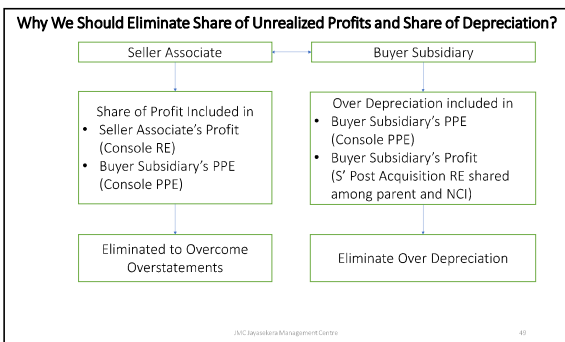 Why We Should Eliminate Share of Unrealized Profits and Share of Depreciation?
Seller Associate
Buyer Subsidiary
Share of Profit Included in
• Seller Associate's Profit
(Console RE)
• Buyer Subsidiary's PPE
(Console PPE)
Over Depreciation included in
• Buyer Subsidiary's PPE
(Console PPE)
• Buyer Subsidiary's Profit
(S' Post Acquisition RE shared
among parent and NCI)
Eliminated to Overcome
Overstatements
Eliminate Over Depreciation
JMC Jayasekera Management Centre
49